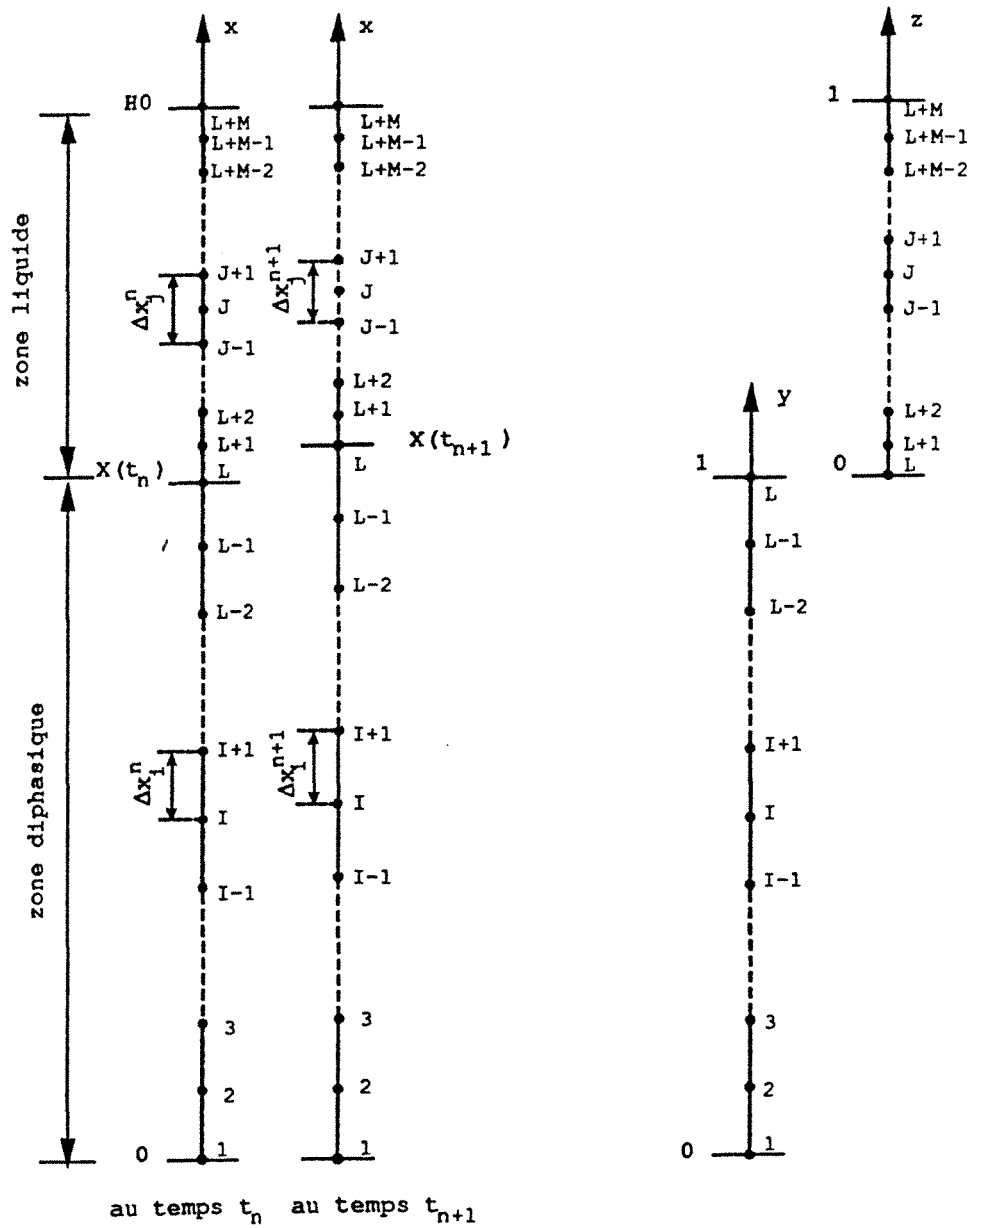 x
x
z
H0
1
L+M
L+M
L+M
L+M-1
L+M-1
L+M-1
L+M-2
L+M-2
L+M-2
zone liquide
J+1
J+1
J+1
Δx_j^n
Δx_j^{n+1}
J
J
J
J-1
J-1
J-1
y
L+2
L+2
L+2
L+1
L+1
L+1
X(t_n)
L
X(t_{n+1})
L
1
L
0
L
L-1
L-1
L-1
L-2
L-2
L-2
zone diphasique
I+1
I+1
I+1
Δx_i^n
Δx_i^{n+1}
I
I
I
I-1
I-1
I-1
3
3
3
2
2
2
0
1
1
0
1
au temps t_n
au temps t_{n+1}